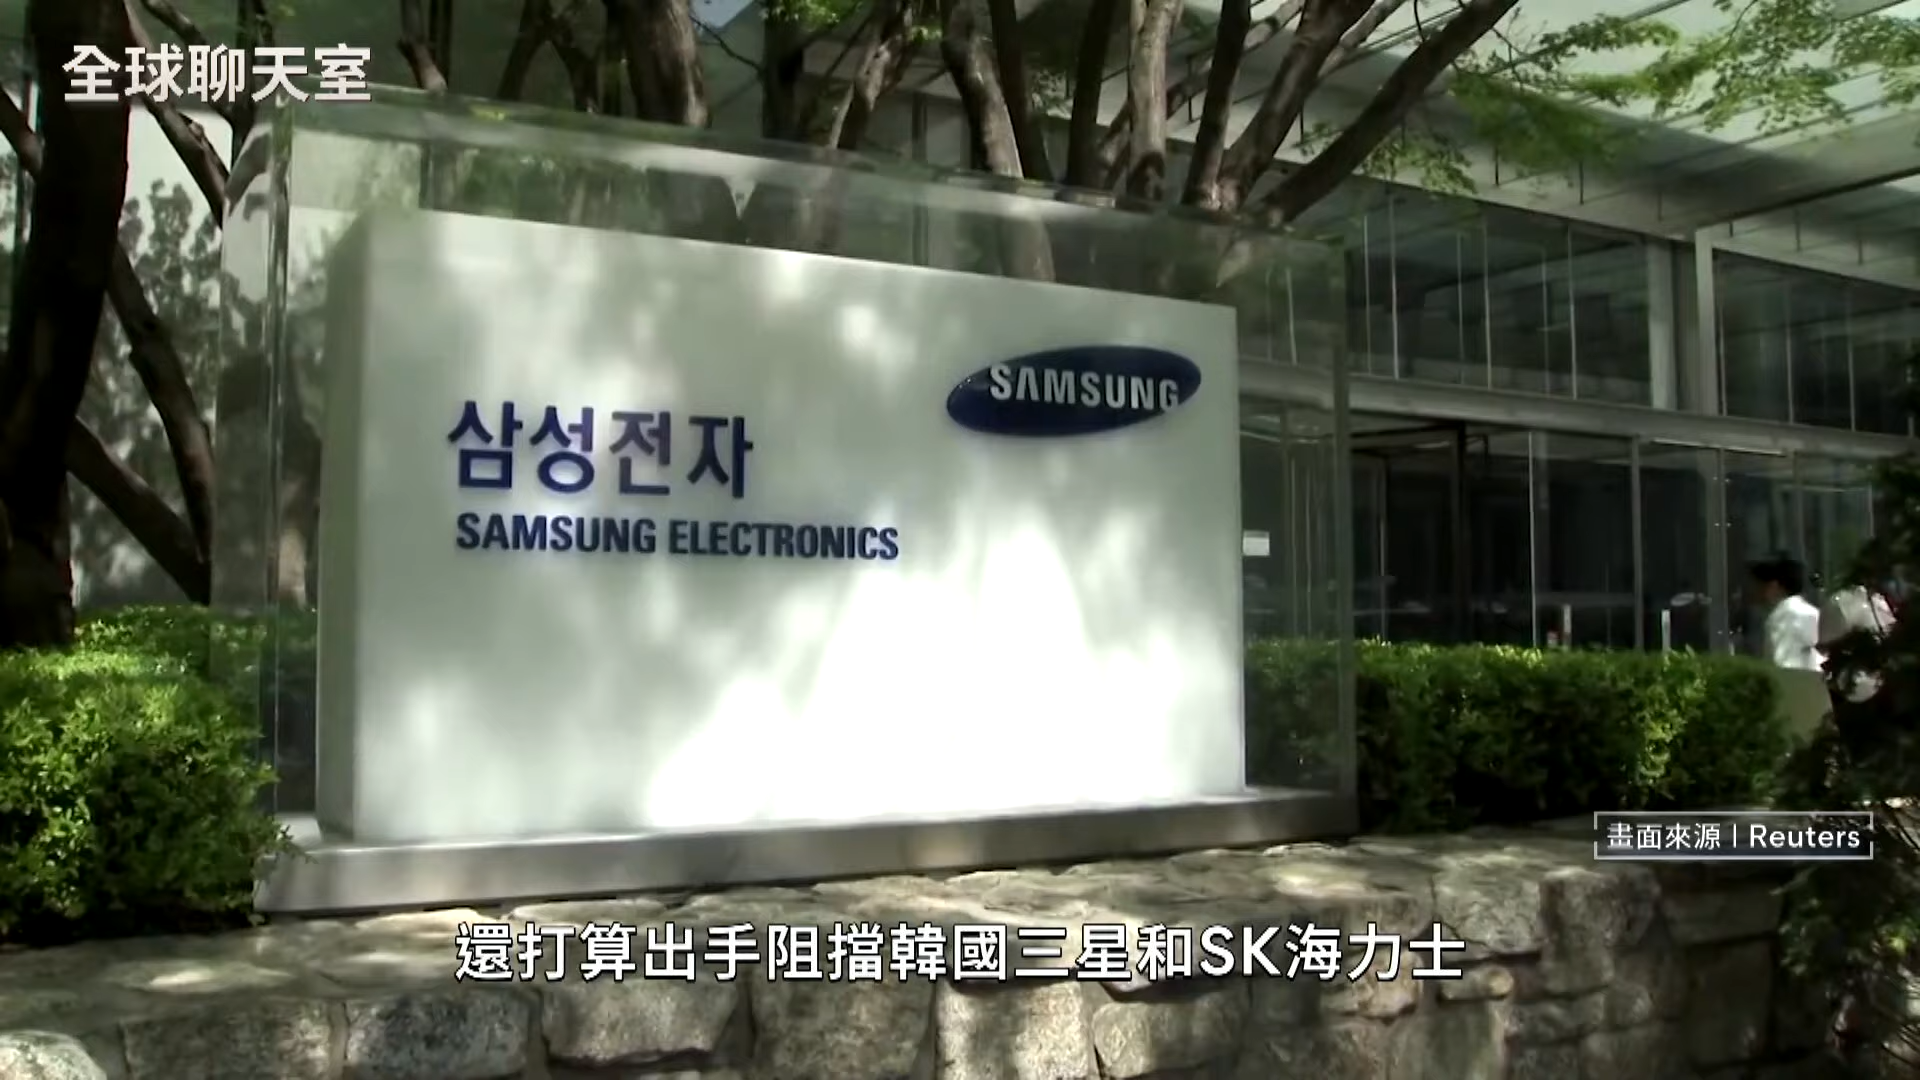 全球聊天室
SAMSUNG
삼성전자
SAMSUNG ELECTRONICS
畫面來源 | Reuters
還打算出手阻擋韓國三星和SK海力士